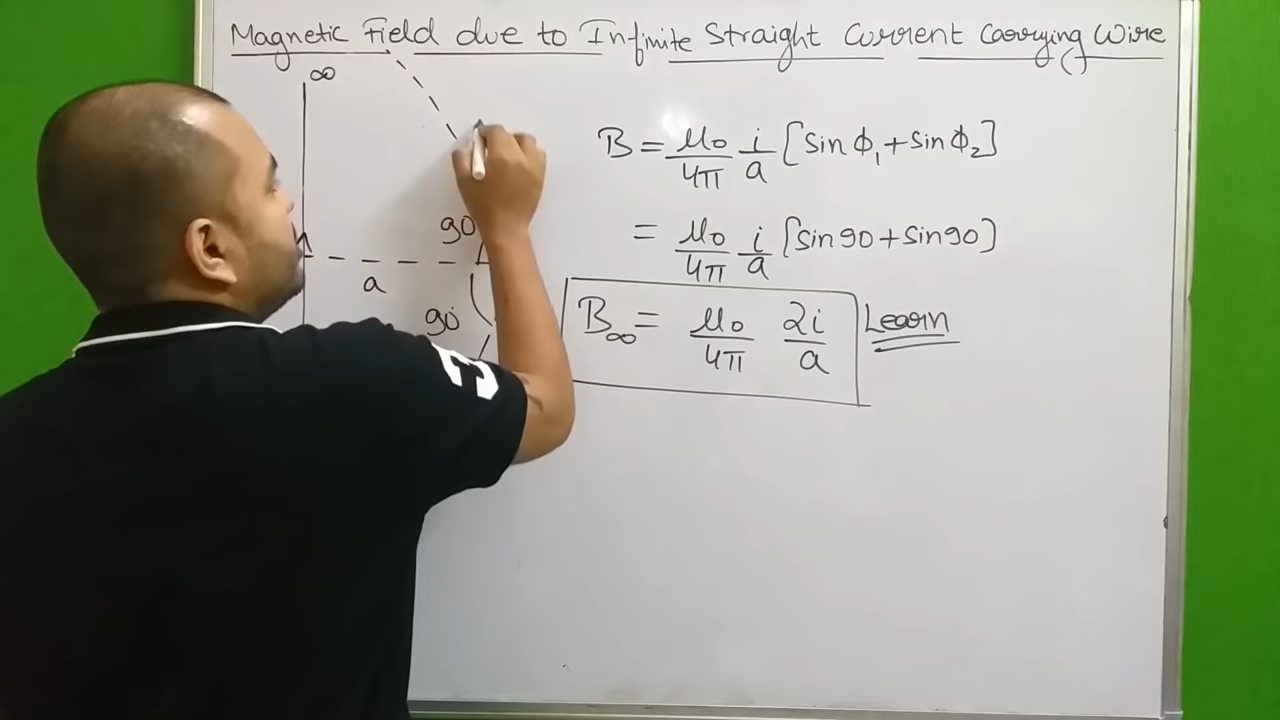 Magnetic Field due to Infinite Straight Current Carrying Wire
∞
B = μ₀/4π i/a [sin ϕ₁ + sin ϕ₂]
90
= μ₀/4π i/a [sin 90 + sin 90]
a
90°
B∞ = μ₀/4π 2i/a Learn